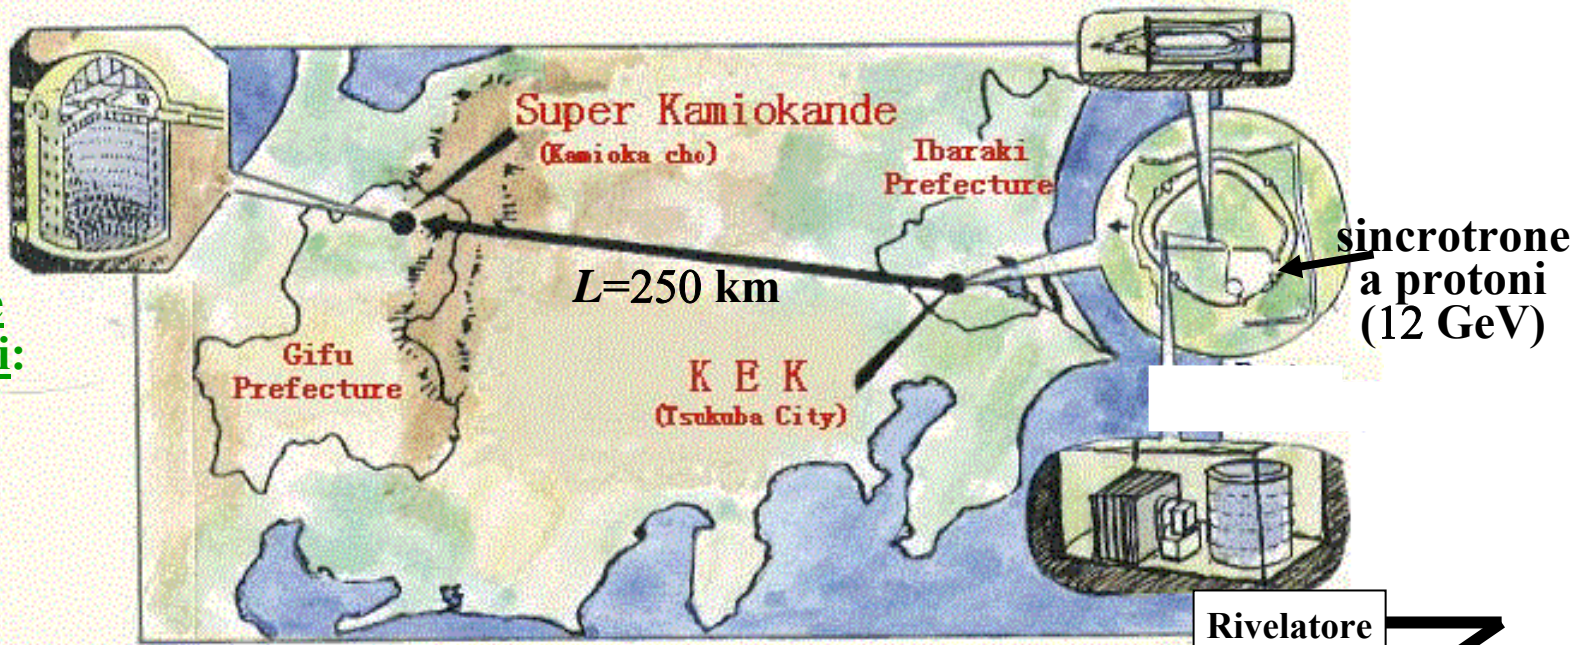 Super Kamiokande
(Kamioka cho)
Ibaraki
Prefecture
sincrotrone
a protoni
(12 GeV)
L=250 km
i:
Gifu
Prefecture
K E K
(Tsukuba City)
Rivelatore